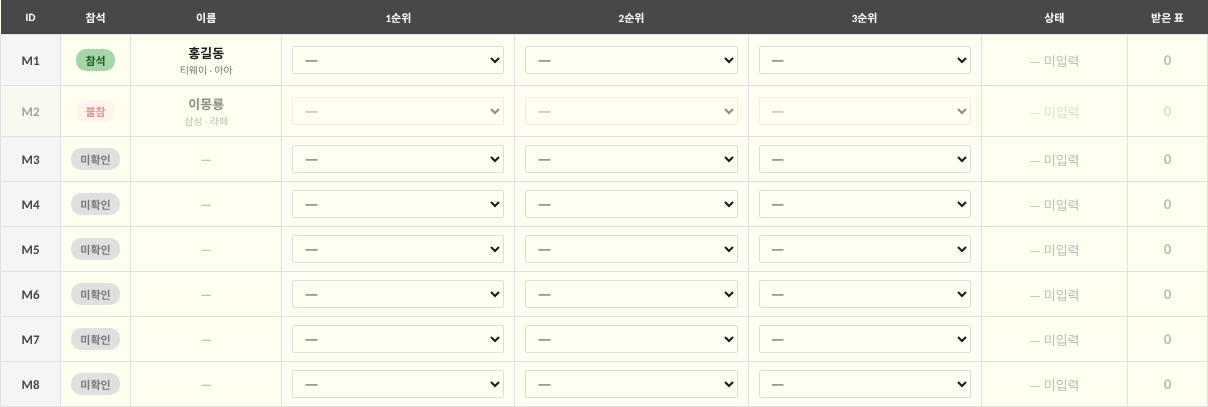 ID 참석 이름 1순위 2순위 3순위 상태 받은 표
M1 참석 홍길동 — — — — 미입력 0
티웨이 · 아아
M2 불참 이몽룡 — — — — 미입력 0
삼성 · 라떼
M3 미확인 — — — — — 미입력 0
M4 미확인 — — — — — 미입력 0
M5 미확인 — — — — — 미입력 0
M6 미확인 — — — — — 미입력 0
M7 미확인 — — — — — 미입력 0
M8 미확인 — — — — — 미입력 0